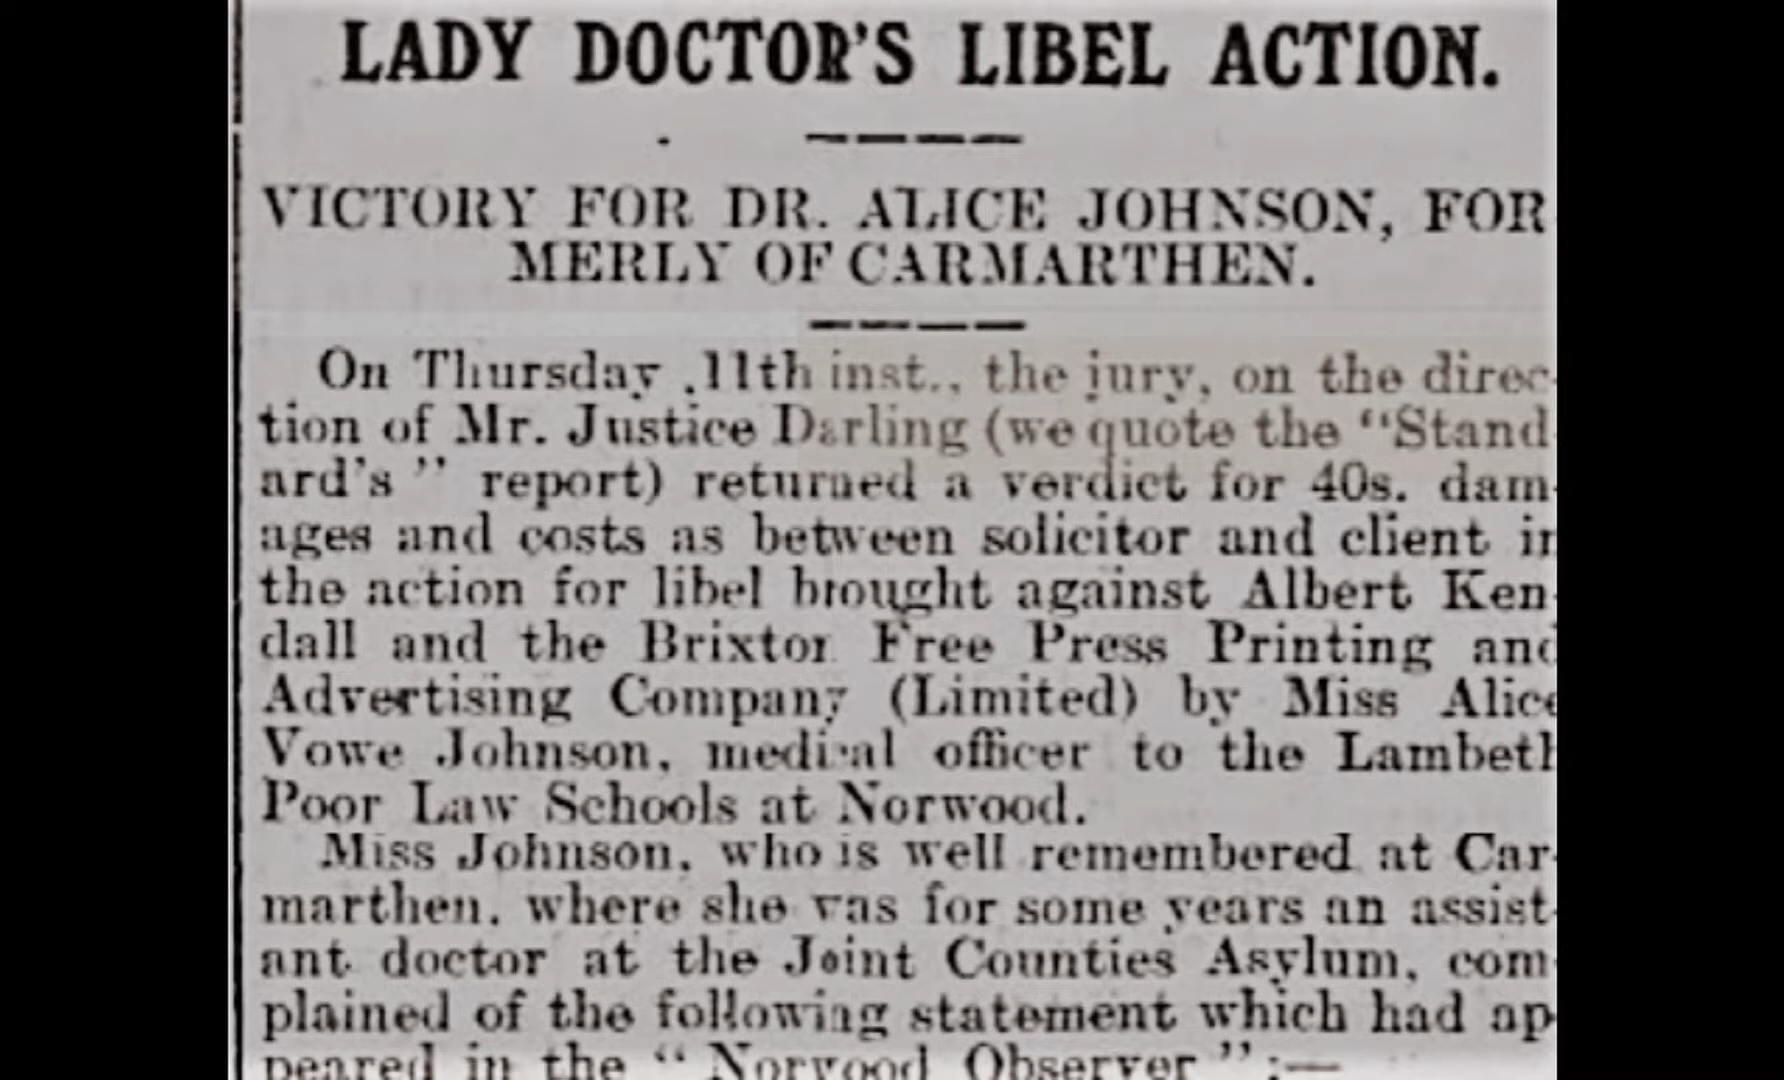 LADY DOCTOR'S LIBEL ACTION.
VICTORY FOR DR. ALICE JOHNSON, FOR-
MERLY OF CARMARTHEN.
On Thursday ,11th inst., the jury, on the direc-
tion of Mr. Justice Darling (we quote the "Stand-
ard's " report) returned a verdict for 40s. dam-
ages and costs as between solicitor and client in
the action for libel brought against Albert Ken-
dall and the Brixton Free Press Printing and
Advertising Company (Limited) by Miss Alice
Vowe Johnson, medical officer to the Lambeth
Poor Law Schools at Norwood.
Miss Johnson, who is well remembered at Car-
marthen, where she was for some years an assist-
ant doctor at the Joint Counties Asylum, com-
plained of the following statement which had ap-
peared in the " Norwood Observer ":—